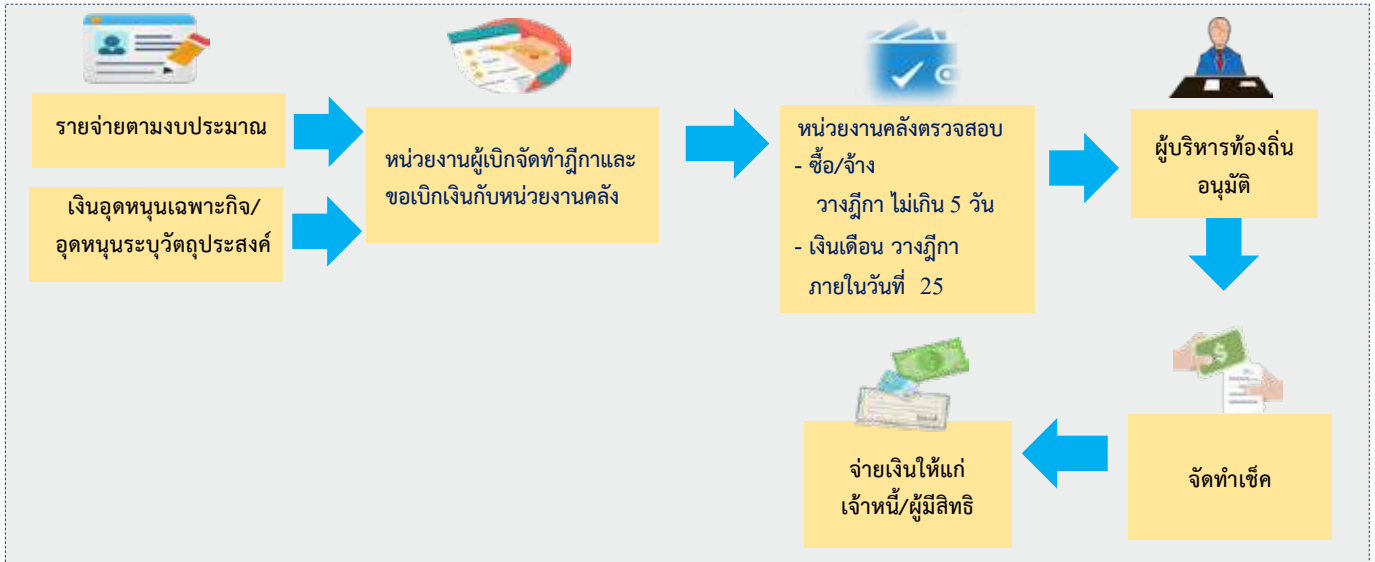 รายจ่ายตามงบประมาณ
เงินอุดหนุนเฉพาะกิจ/
อุดหนุนระบุวัตถุประสงค์
หน่วยงานผู้เบิกจัดทำฎีกาและ
ขอเบิกเงินกับหน่วยงานคลัง
หน่วยงานคลังตรวจสอบ
- ซื้อ/จ้าง
วางฎีกา ไม่เกิน 5 วัน
- เงินเดือน วางฎีกา
ภายในวันที่ 25
ผู้บริหารท้องถิ่น
อนุมัติ
จัดทำเช็ค
จ่ายเงินให้แก่
เจ้าหนี้/ผู้มีสิทธิ